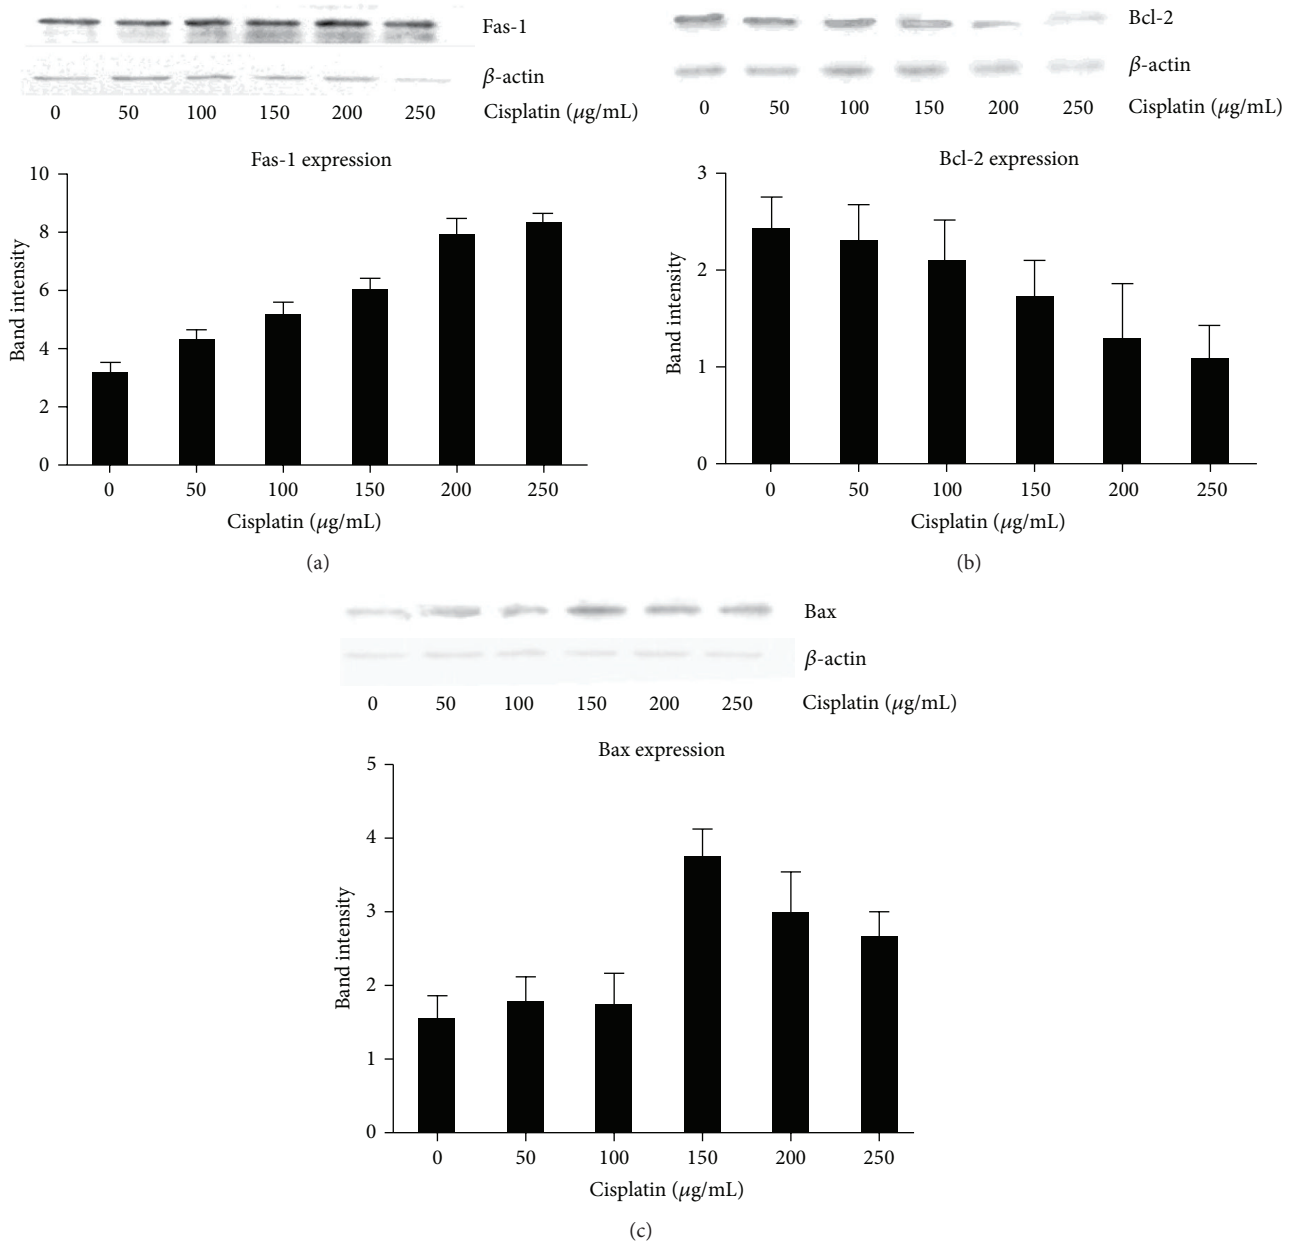 Fas-1
β-actin
0 50 100 150 200 250 Cisplatin (μg/mL)
Fas-1 expression
10
8
6
4
2
0
Band intensity
0 50 100 150 200 250
Cisplatin (μg/mL)
(a)
Bcl-2
β-actin
0 50 100 150 200 250 Cisplatin (μg/mL)
Bcl-2 expression
3
2
1
0
Band intensity
0 50 100 150 200 250
Cisplatin (μg/mL)
(b)
Bax
β-actin
0 50 100 150 200 250 Cisplatin (μg/mL)
Bax expression
5
4
3
2
1
0
Band intensity
0 50 100 150 200 250
Cisplatin (μg/mL)
(c)